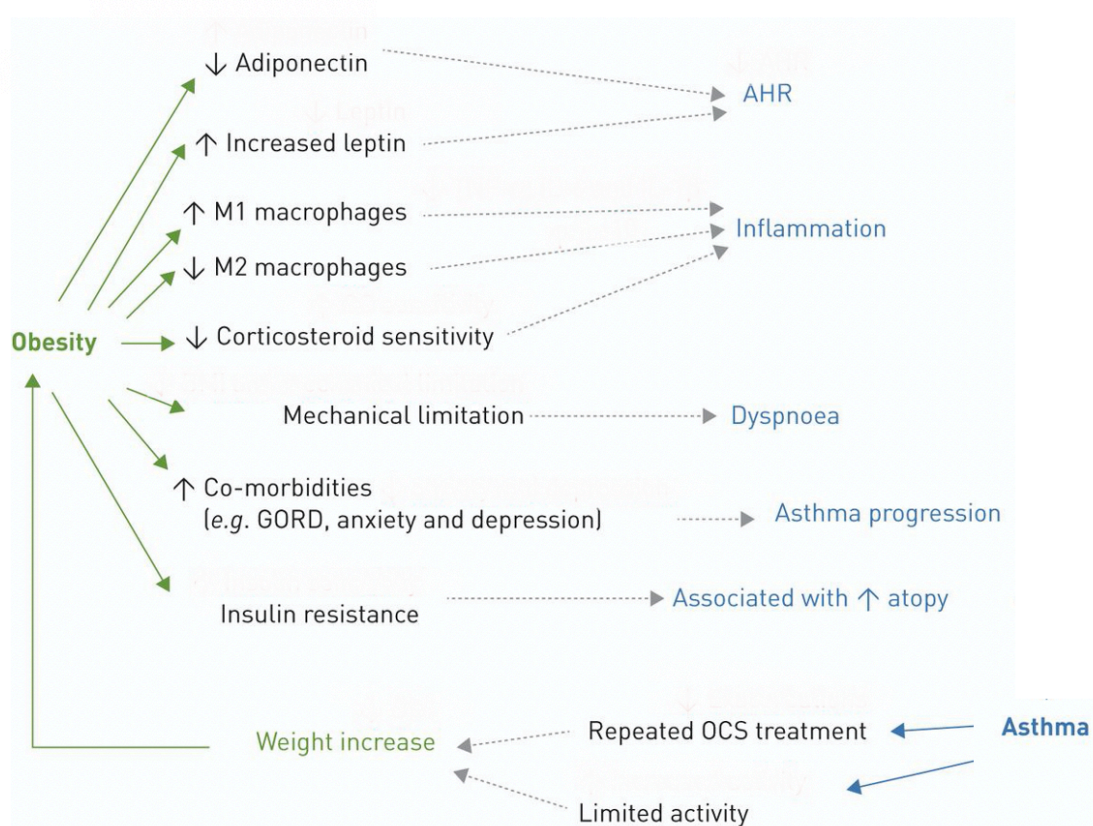 ↓ Adiponectin
AHR
↑ Increased leptin
↑ M1 macrophages
Inflammation
↓ M2 macrophages
Obesity
↓ Corticosteroid sensitivity
Mechanical limitation
Dyspnoea
↑ Co-morbidities
(e.g. GORD, anxiety and depression)
Asthma progression
Insulin resistance
Associated with ↑ atopy
Weight increase
Repeated OCS treatment
Asthma
Limited activity